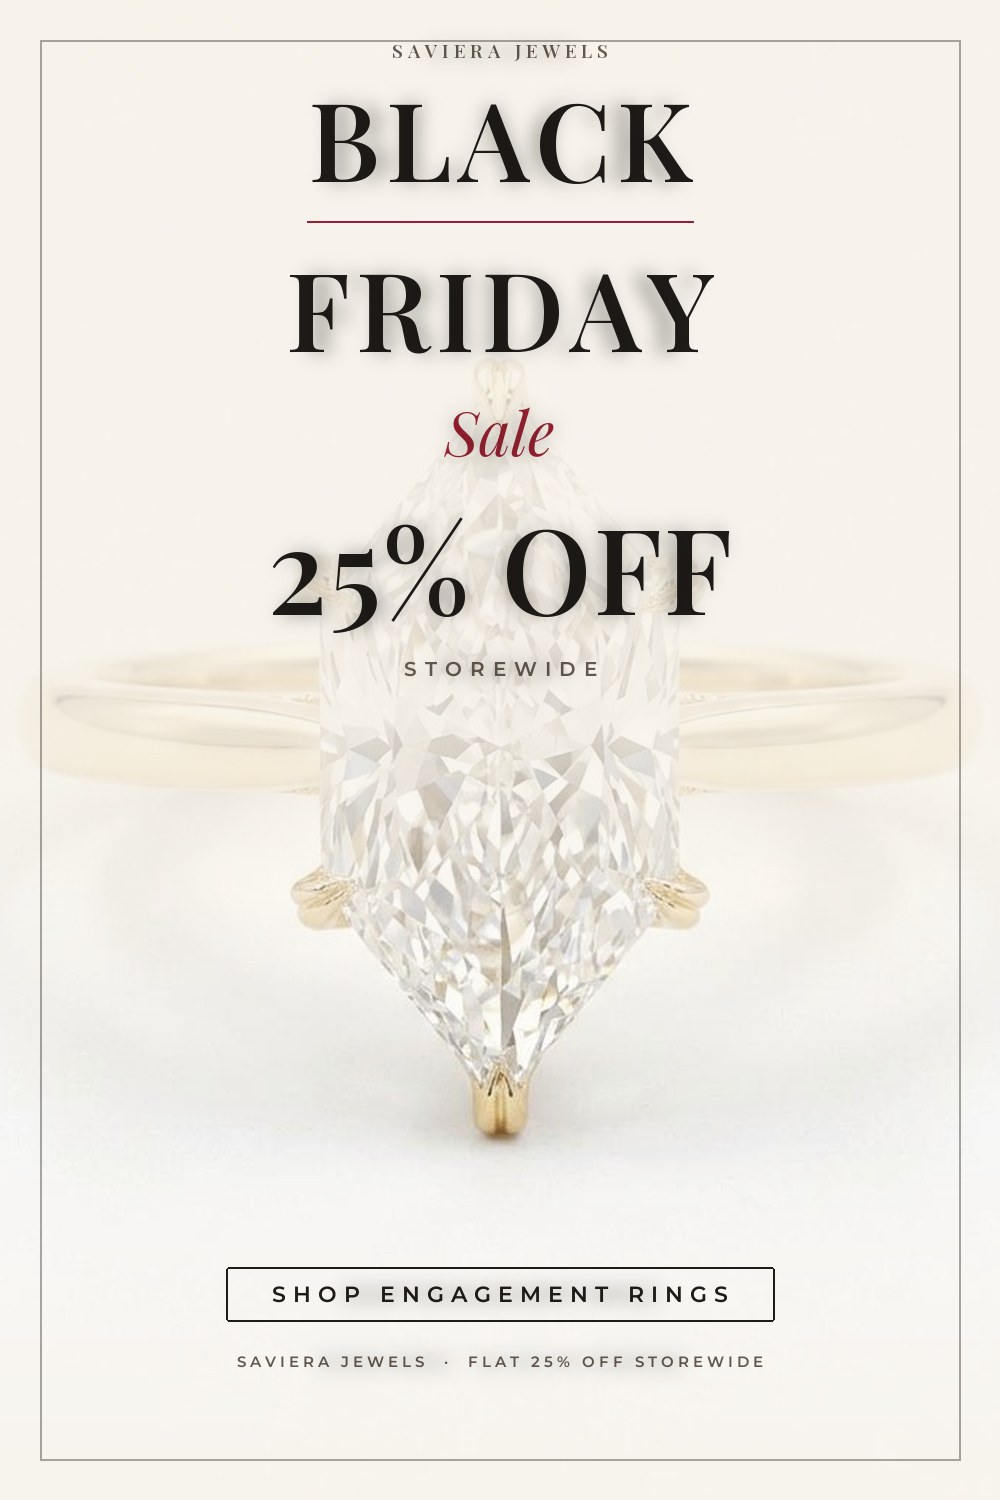 SAVIERA JEWELS
BLACK
FRIDAY
Sale
25% OFF
STOREWIDE
SHOP ENGAGEMENT RINGS
SAVIERA JEWELS · FLAT 25% OFF STOREWIDE